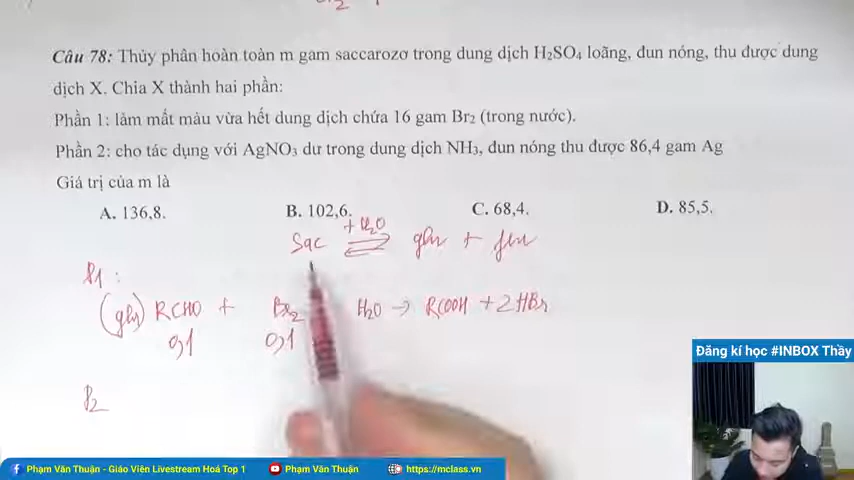 Câu 78: Thủy phân hoàn toàn m gam saccarozơ trong dung dịch H₂SO₄ loãng, đun nóng, thu được dung
dịch X. Chia X thành hai phần:
Phần 1: làm mất màu vừa hết dung dịch chứa 16 gam Br₂ (trong nước).
Phần 2: cho tác dụng với AgNO₃ dư trong dung dịch NH₃, đun nóng thu được 86,4 gam Ag
Giá trị của m là
A. 136,8. B. 102,6. C. 68,4. D. 85,5.
+ H₂O
Sac ⇌ glu + fru
P1 :
(glu) RCHO + Br₂ H₂O → RCOOH + 2HBr
0,1 0,1
P2
Đăng kí học #INBOX Thầy
Phạm Văn Thuận - Giáo Viên Livestream Hoá Top 1 Phạm Văn Thuận https://mclass.vn